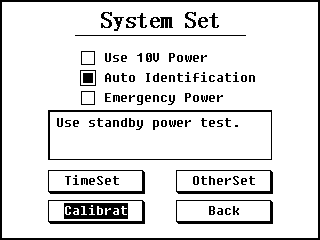 System Set
Use 10V Power
Auto Identification
Emergency Power
Use standby power test.
TimeSet
OtherSet
Calibrat
Back